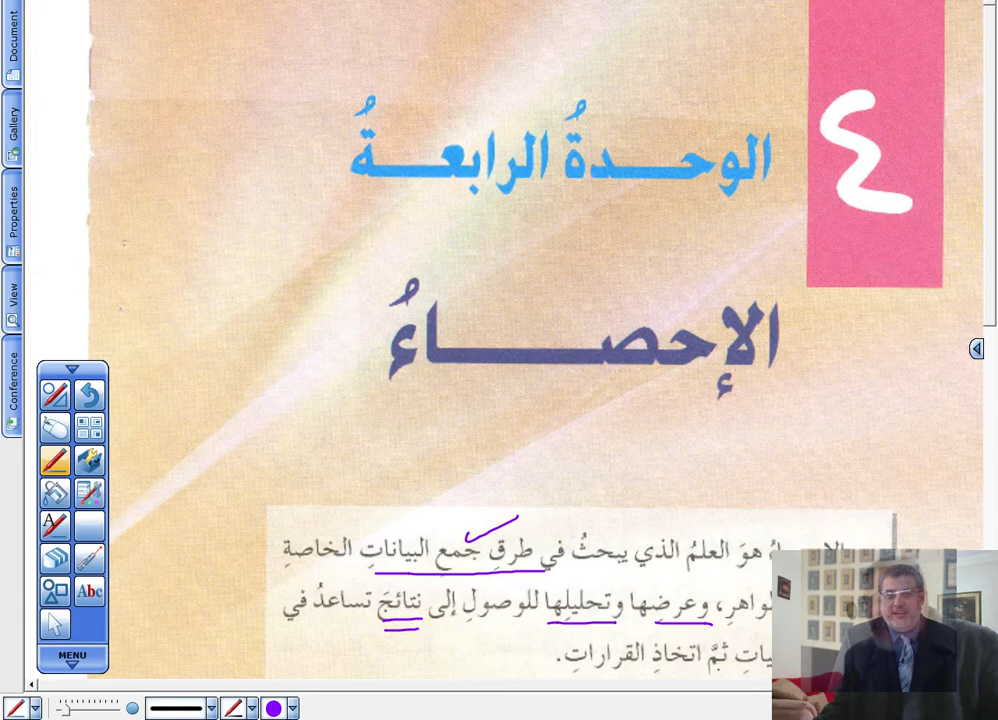 Document
Gallery
Properties
View
Conference
٤
الوحدةُ الرابعةُ
الإحصاءُ
هوَ العلمُ الذي يبحثُ في طرقِ جمعِ البياناتِ الخاصةِ
وعرضِها وتحليلِها للوصولِ إلى نتائجَ تساعدُ في
ثمَّ اتخاذِ القراراتِ.
A
Abc
MENU